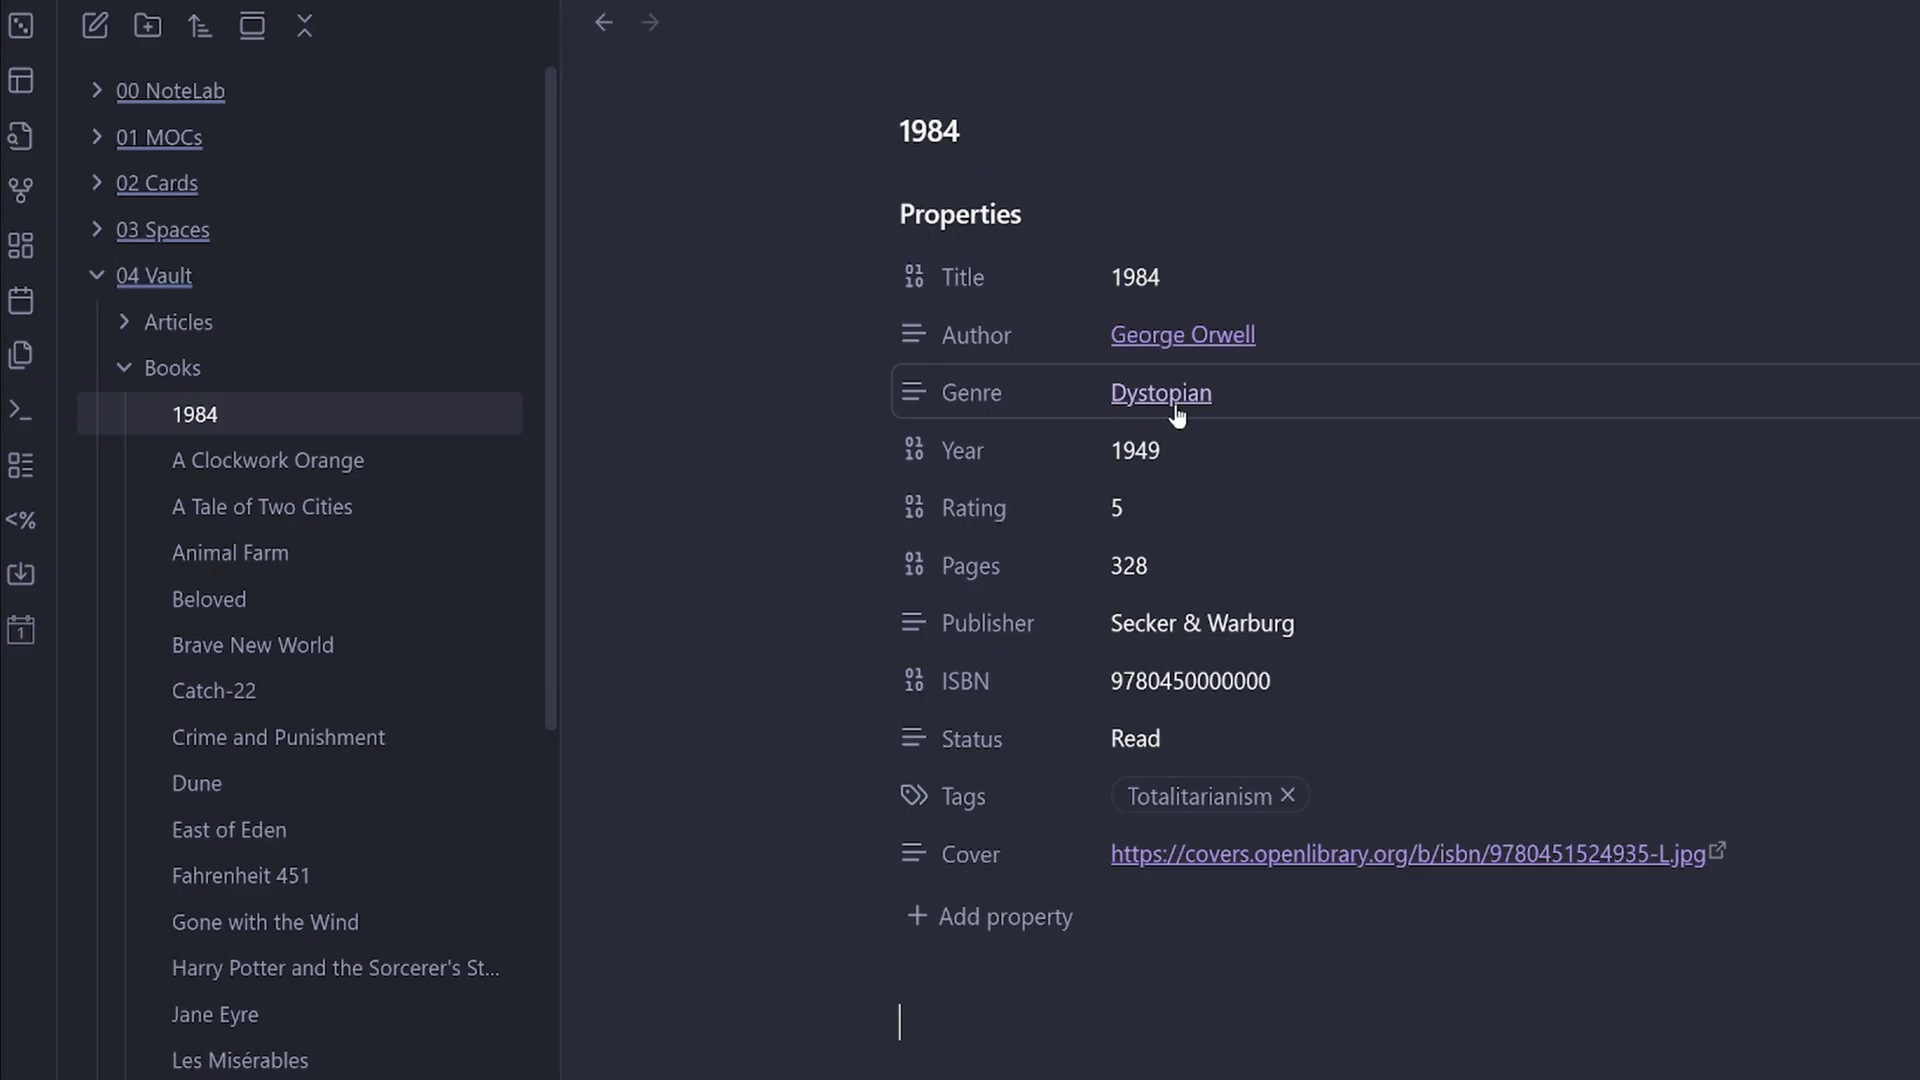 00 NoteLab
01 MOCs
02 Cards
03 Spaces
04 Vault
Articles
Books
1984
A Clockwork Orange
A Tale of Two Cities
Animal Farm
Beloved
Brave New World
Catch-22
Crime and Punishment
Dune
East of Eden
Fahrenheit 451
Gone with the Wind
Harry Potter and the Sorcerer's St...
Jane Eyre
Les Misérables
1984
Properties
Title 1984
Author George Orwell
Genre Dystopian
Year 1949
Rating 5
Pages 328
Publisher Secker & Warburg
ISBN 9780450000000
Status Read
Tags Totalitarianism
Cover https://covers.openlibrary.org/b/isbn/9780451524935-L.jpg
Add property